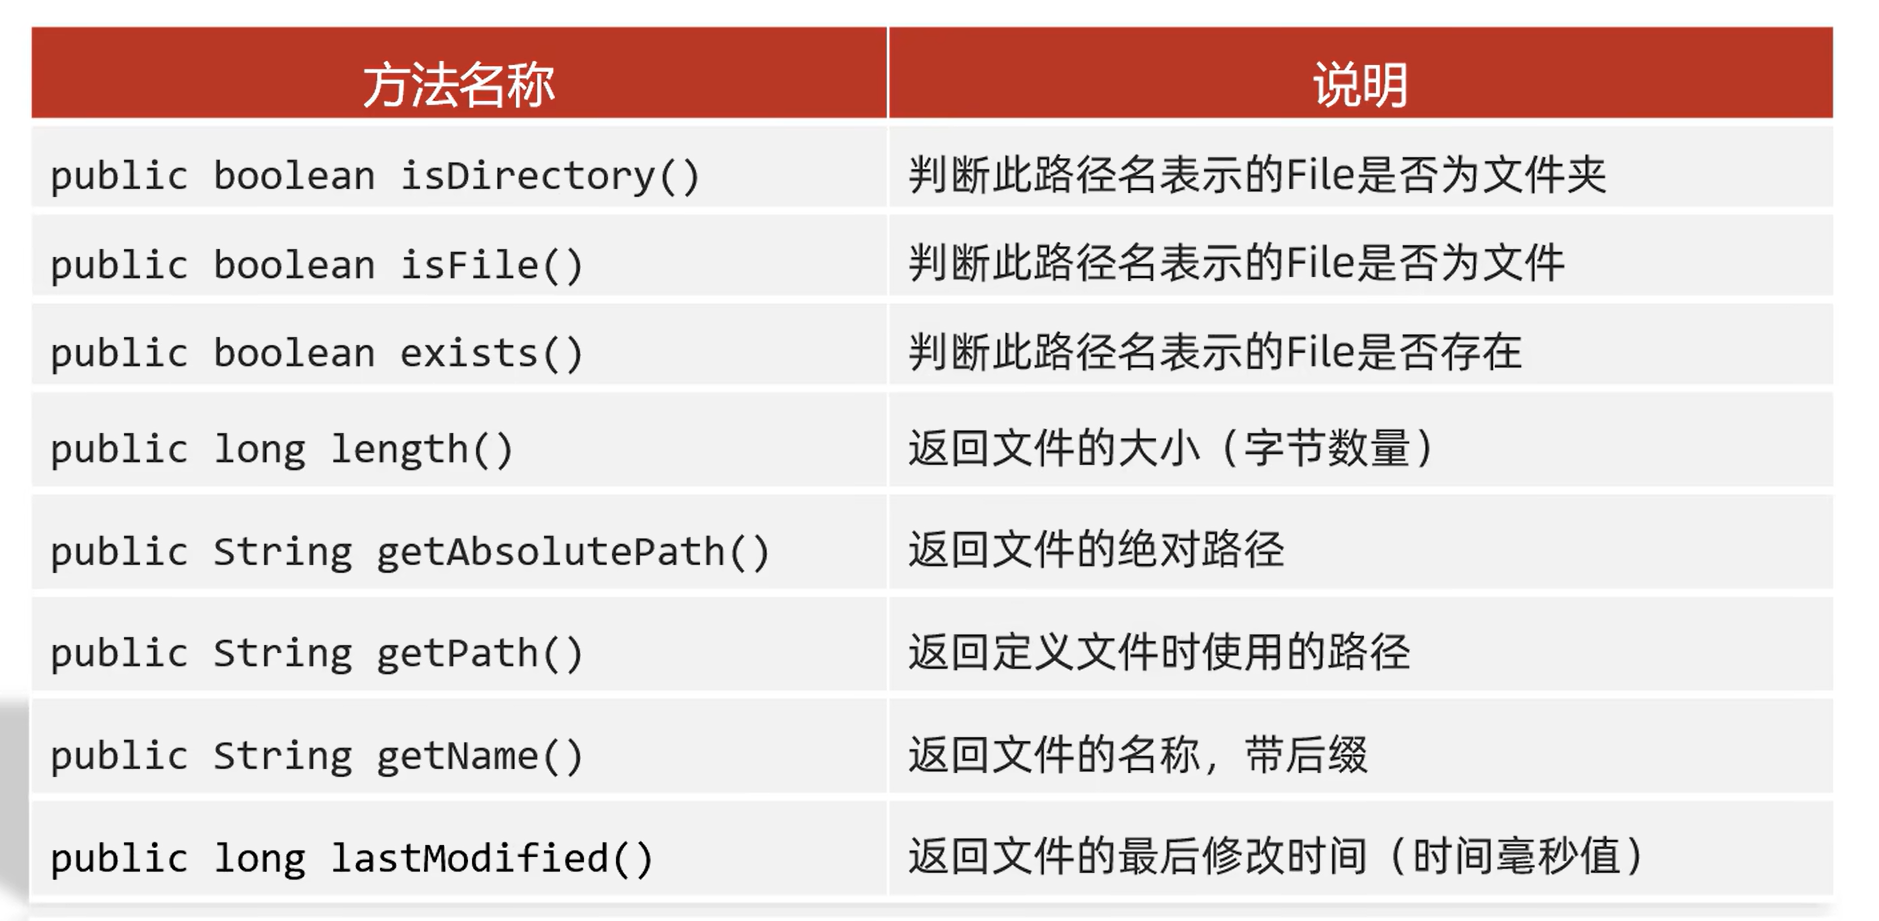 方法名称 说明
public boolean isDirectory() 判断此路径名表示的File是否为文件夹
public boolean isFile() 判断此路径名表示的File是否为文件
public boolean exists() 判断此路径名表示的File是否存在
public long length() 返回文件的大小（字节数量）
public String getAbsolutePath() 返回文件的绝对路径
public String getPath() 返回定义文件时使用的路径
public String getName() 返回文件的名称，带后缀
public long lastModified() 返回文件的最后修改时间（时间毫秒值）